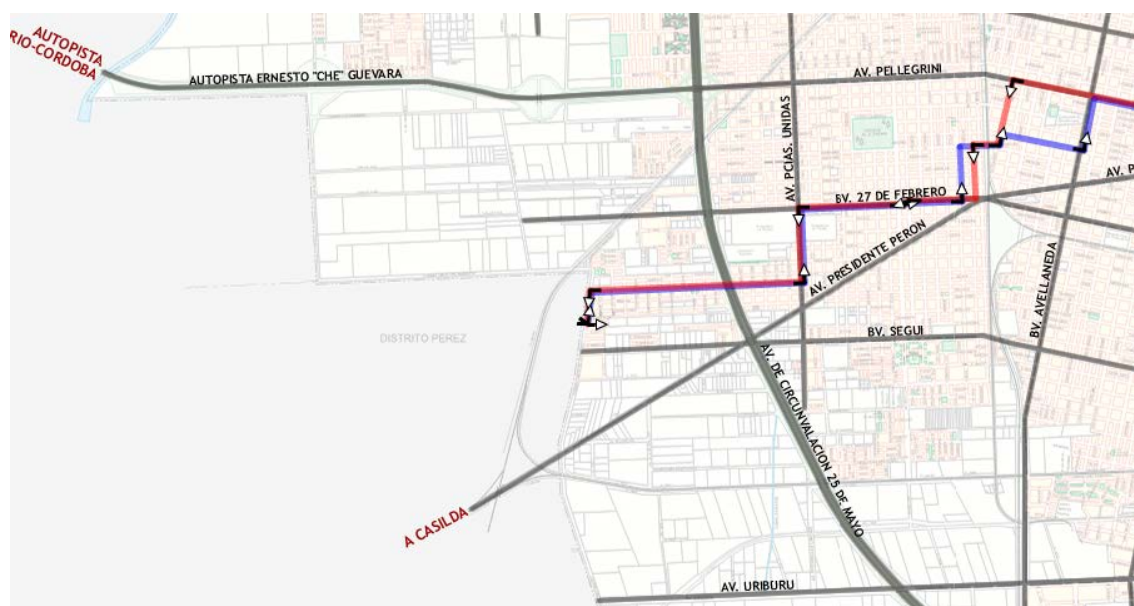 AUTOPISTA
RIO-CORDOBA
AUTOPISTA ERNESTO "CHE" GUEVARA
AV. PELLEGRINI
AV. PCIAS. UNIDAS
BV. 27 DE FEBRERO
AV. P
AV. PRESIDENTE PERON
BV. AVELLANEDA
DISTRITO PEREZ
BV. SEGUI
AV. DE CIRCUNVALACION 25 DE MAYO
A CASILDA
AV. URIBURU